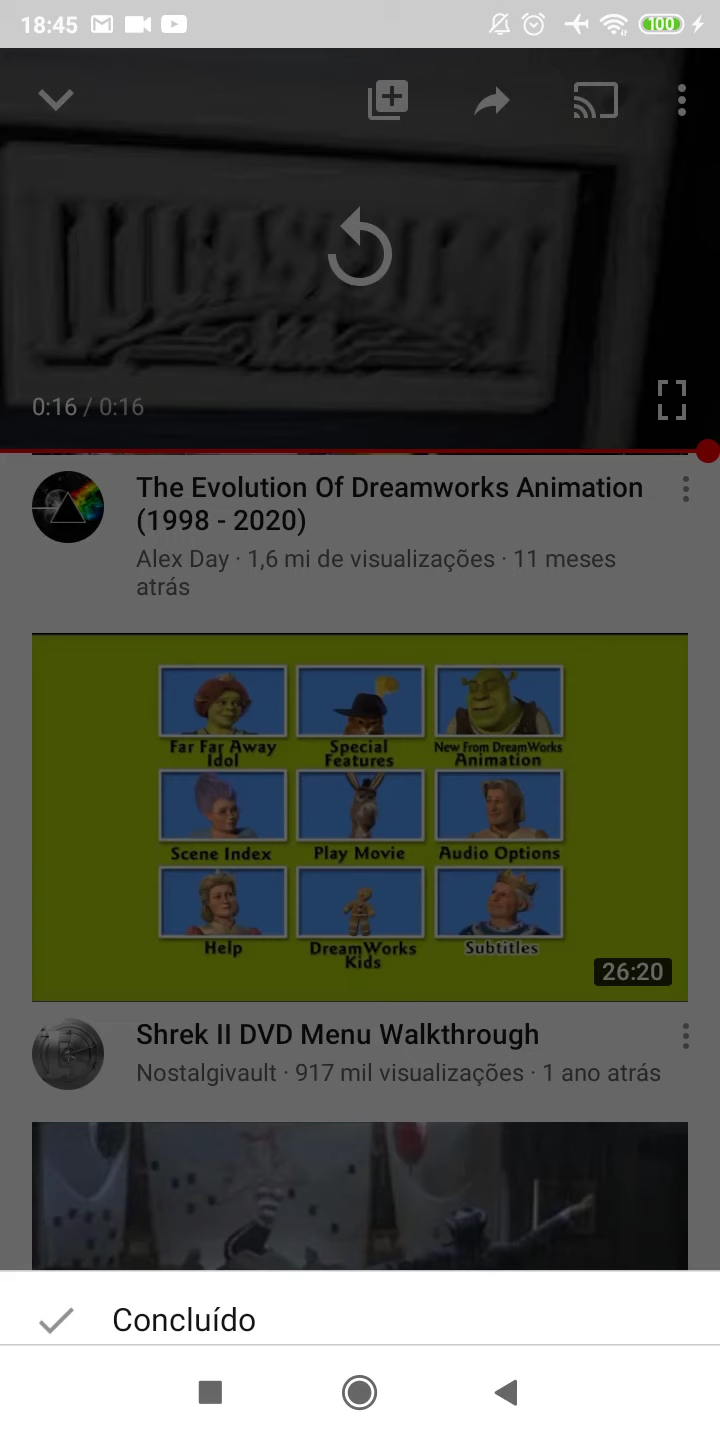 18:45
100
0:16 / 0:16
The Evolution Of Dreamworks Animation
(1998 - 2020)
Alex Day · 1,6 mi de visualizações · 11 meses
atrás
Far Far Away
Idol
Special
Features
New From DreamWorks
Animation
Scene Index
Play Movie
Audio Options
Help
DreamWorks
Kids
Subtitles
26:20
Shrek II DVD Menu Walkthrough
Nostalgivault · 917 mil visualizações · 1 ano atrás
Concluído